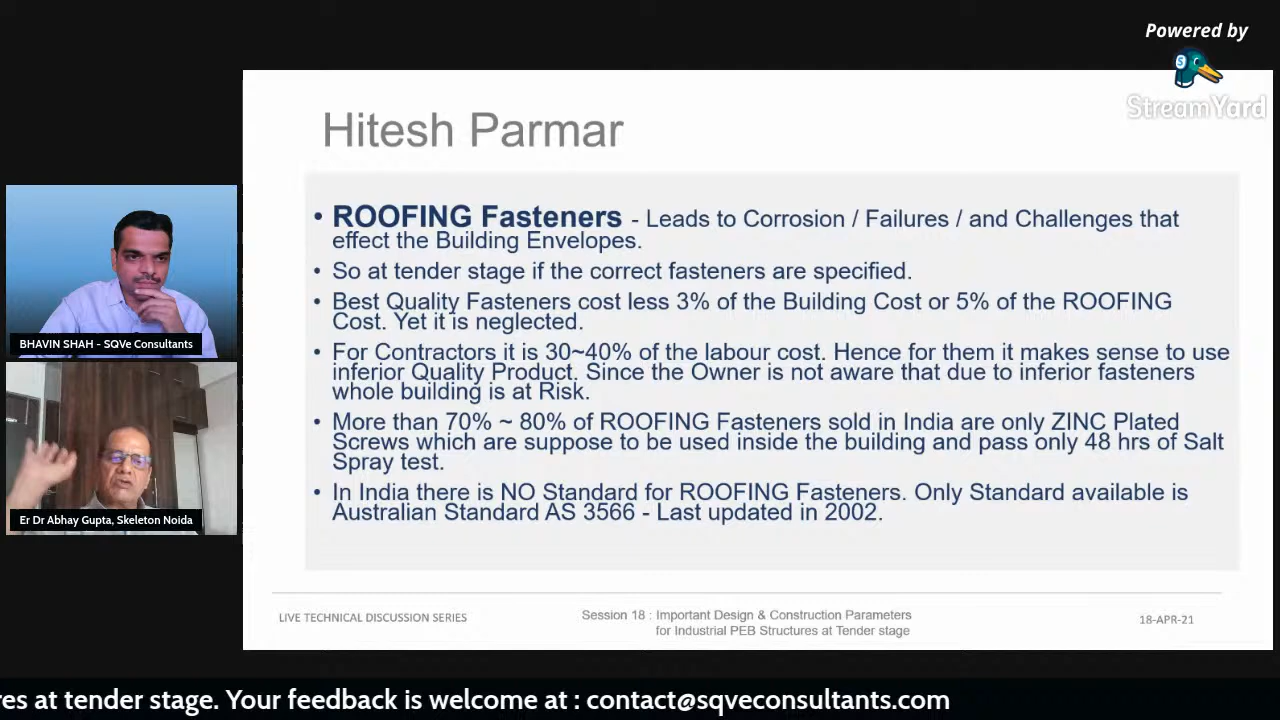 Powered by
S
StreamYard
Hitesh Parmar
• ROOFING Fasteners - Leads to Corrosion / Failures / and Challenges that
effect the Building Envelopes.
• So at tender stage if the correct fasteners are specified.
• Best Quality Fasteners cost less 3% of the Building Cost or 5% of the ROOFING
Cost. Yet it is neglected.
• For Contractors it is 30~40% of the labour cost. Hence for them it makes sense to use
inferior Quality Product. Since the Owner is not aware that due to inferior fasteners
whole building is at Risk.
• More than 70% ~ 80% of ROOFING Fasteners sold in India are only ZINC Plated
Screws which are suppose to be used inside the building and pass only 48 hrs of Salt
Spray test.
• In India there is NO Standard for ROOFING Fasteners. Only Standard available is
Australian Standard AS 3566 - Last updated in 2002.
BHAVIN SHAH - SQVe Consultants
Er Dr Abhay Gupta, Skeleton Noida
LIVE TECHNICAL DISCUSSION SERIES
Session 18 : Important Design & Construction Parameters
for Industrial PEB Structures at Tender stage
18-APR-21
res at tender stage. Your feedback is welcome at : contact@sqveconsultants.com